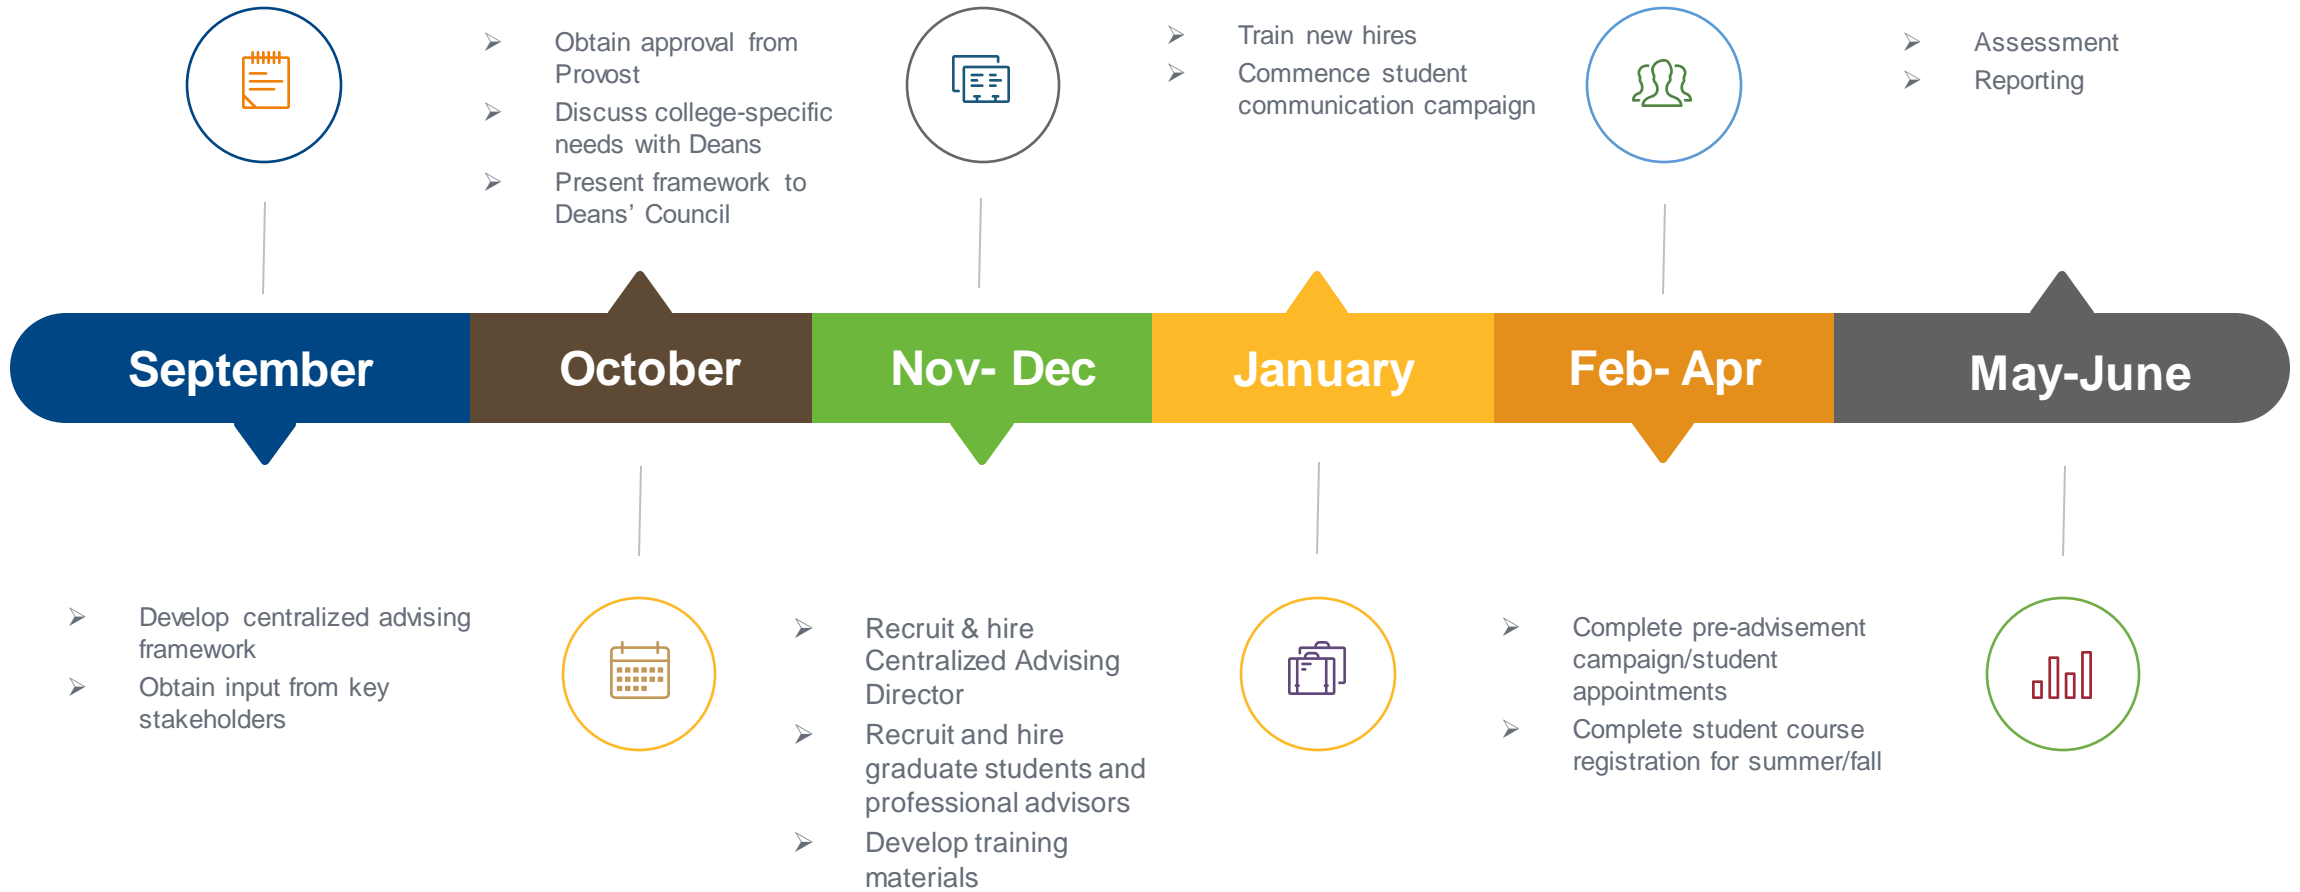 Obtain approval from
Provost
Discuss college-specific
needs with Deans
Present framework to
Deans’ Council
Train new hires
Commence student
communication campaign
Assessment
Reporting
September
October
Nov- Dec
January
Feb- Apr
May-June
Develop centralized advising
framework
Obtain input from key
stakeholders
Recruit & hire
Centralized Advising
Director
Recruit and hire
graduate students and
professional advisors
Develop training
materials
Complete pre-advisement
campaign/student
appointments
Complete student course
registration for summer/fall